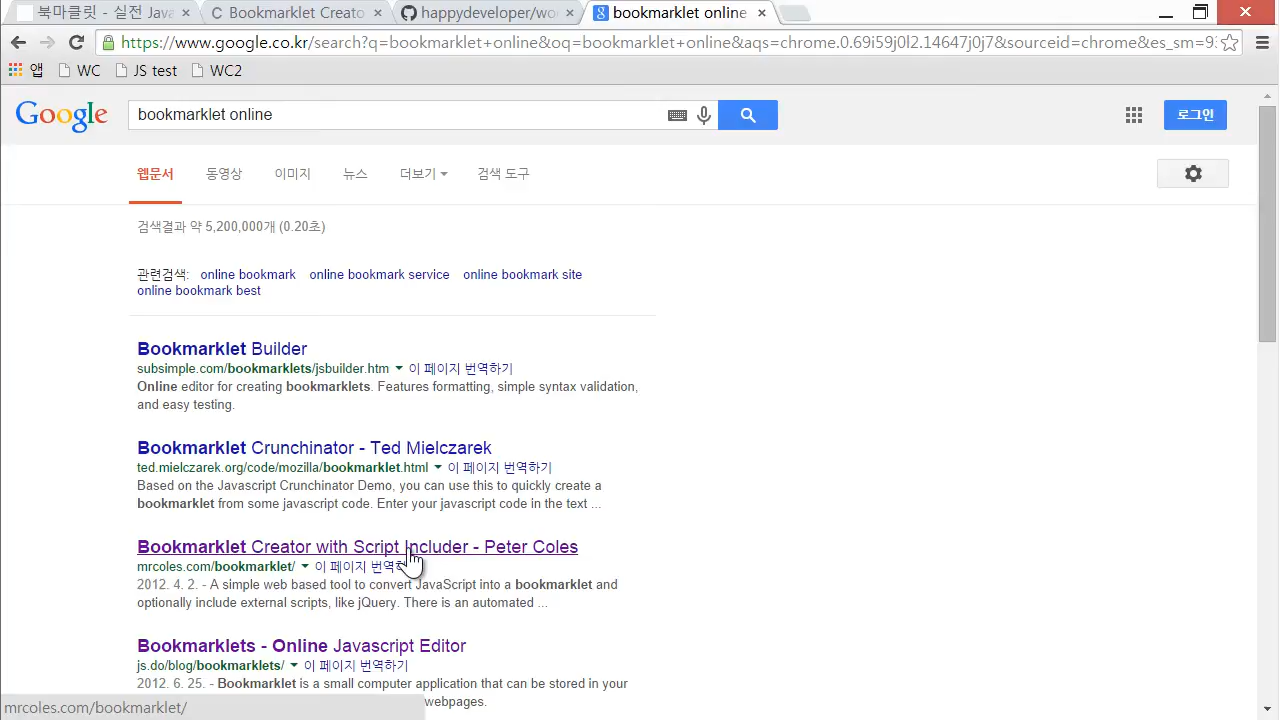 북마클릿 - 실전 Java
Bookmarklet Creato
happydeveloper/wo
bookmarklet online
https://www.google.co.kr/search?q=bookmarklet+online&oq=bookmarklet+online&aqs=chrome.0.69i59j0l2.14647j0j7&sourceid=chrome&es_sm=9
앱 WC JS test WC2
Google bookmarklet online 로그인
웹문서 동영상 이미지 뉴스 더보기 검색 도구
검색결과 약 5,200,000개 (0.20초)
관련검색: online bookmark online bookmark service online bookmark site
online bookmark best
Bookmarklet Builder
subsimple.com/bookmarklets/jsbuilder.htm 이 페이지 번역하기
Online editor for creating bookmarklets. Features formatting, simple syntax validation,
and easy testing.
Bookmarklet Crunchinator - Ted Mielczarek
ted.mielczarek.org/code/mozilla/bookmarklet.html 이 페이지 번역하기
Based on the Javascript Crunchinator Demo, you can use this to quickly create a
bookmarklet from some javascript code. Enter your javascript code in the text ...
Bookmarklet Creator with Script Includer - Peter Coles
mrcoles.com/bookmarklet/ 이 페이지 번역하
2012. 4. 2. - A simple web based tool to convert JavaScript into a bookmarklet and
optionally include external scripts, like jQuery. There is an automated ...
Bookmarklets - Online Javascript Editor
js.do/blog/bookmarklets/ 이 페이지 번역하기
2012. 6. 25. - Bookmarklet is a small computer application that can be stored in your
webpages.
mrcoles.com/bookmarklet/